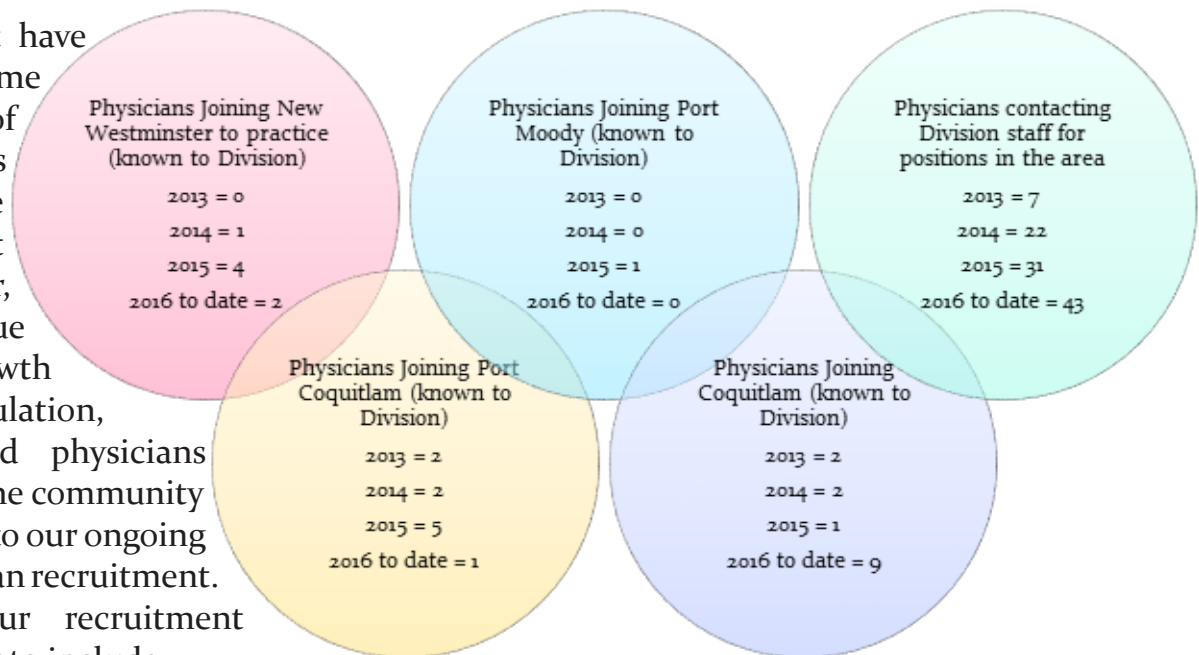 have
me
of
s
r,
ue
wth
ulation,
d physicians
he community
to our ongoing
an recruitment.
ur recruitment
include
Physicians Joining New
Westminster to practice
(known to Division)
2013 = 0
2014 = 1
2015 = 4
2016 to date = 2
Physicians Joining Port
Moody (known to
Division)
2013 = 0
2014 = 0
2015 = 1
2016 to date = 0
Physicians contacting
Division staff for
positions in the area
2013 = 7
2014 = 22
2015 = 31
2016 to date = 43
Physicians Joining Port
Coquitlam (known to
Division)
2013 = 2
2014 = 2
2015 = 5
2016 to date = 1
Physicians Joining
Coquitlam (known to
Division)
2013 = 2
2014 = 2
2015 = 1
2016 to date = 9